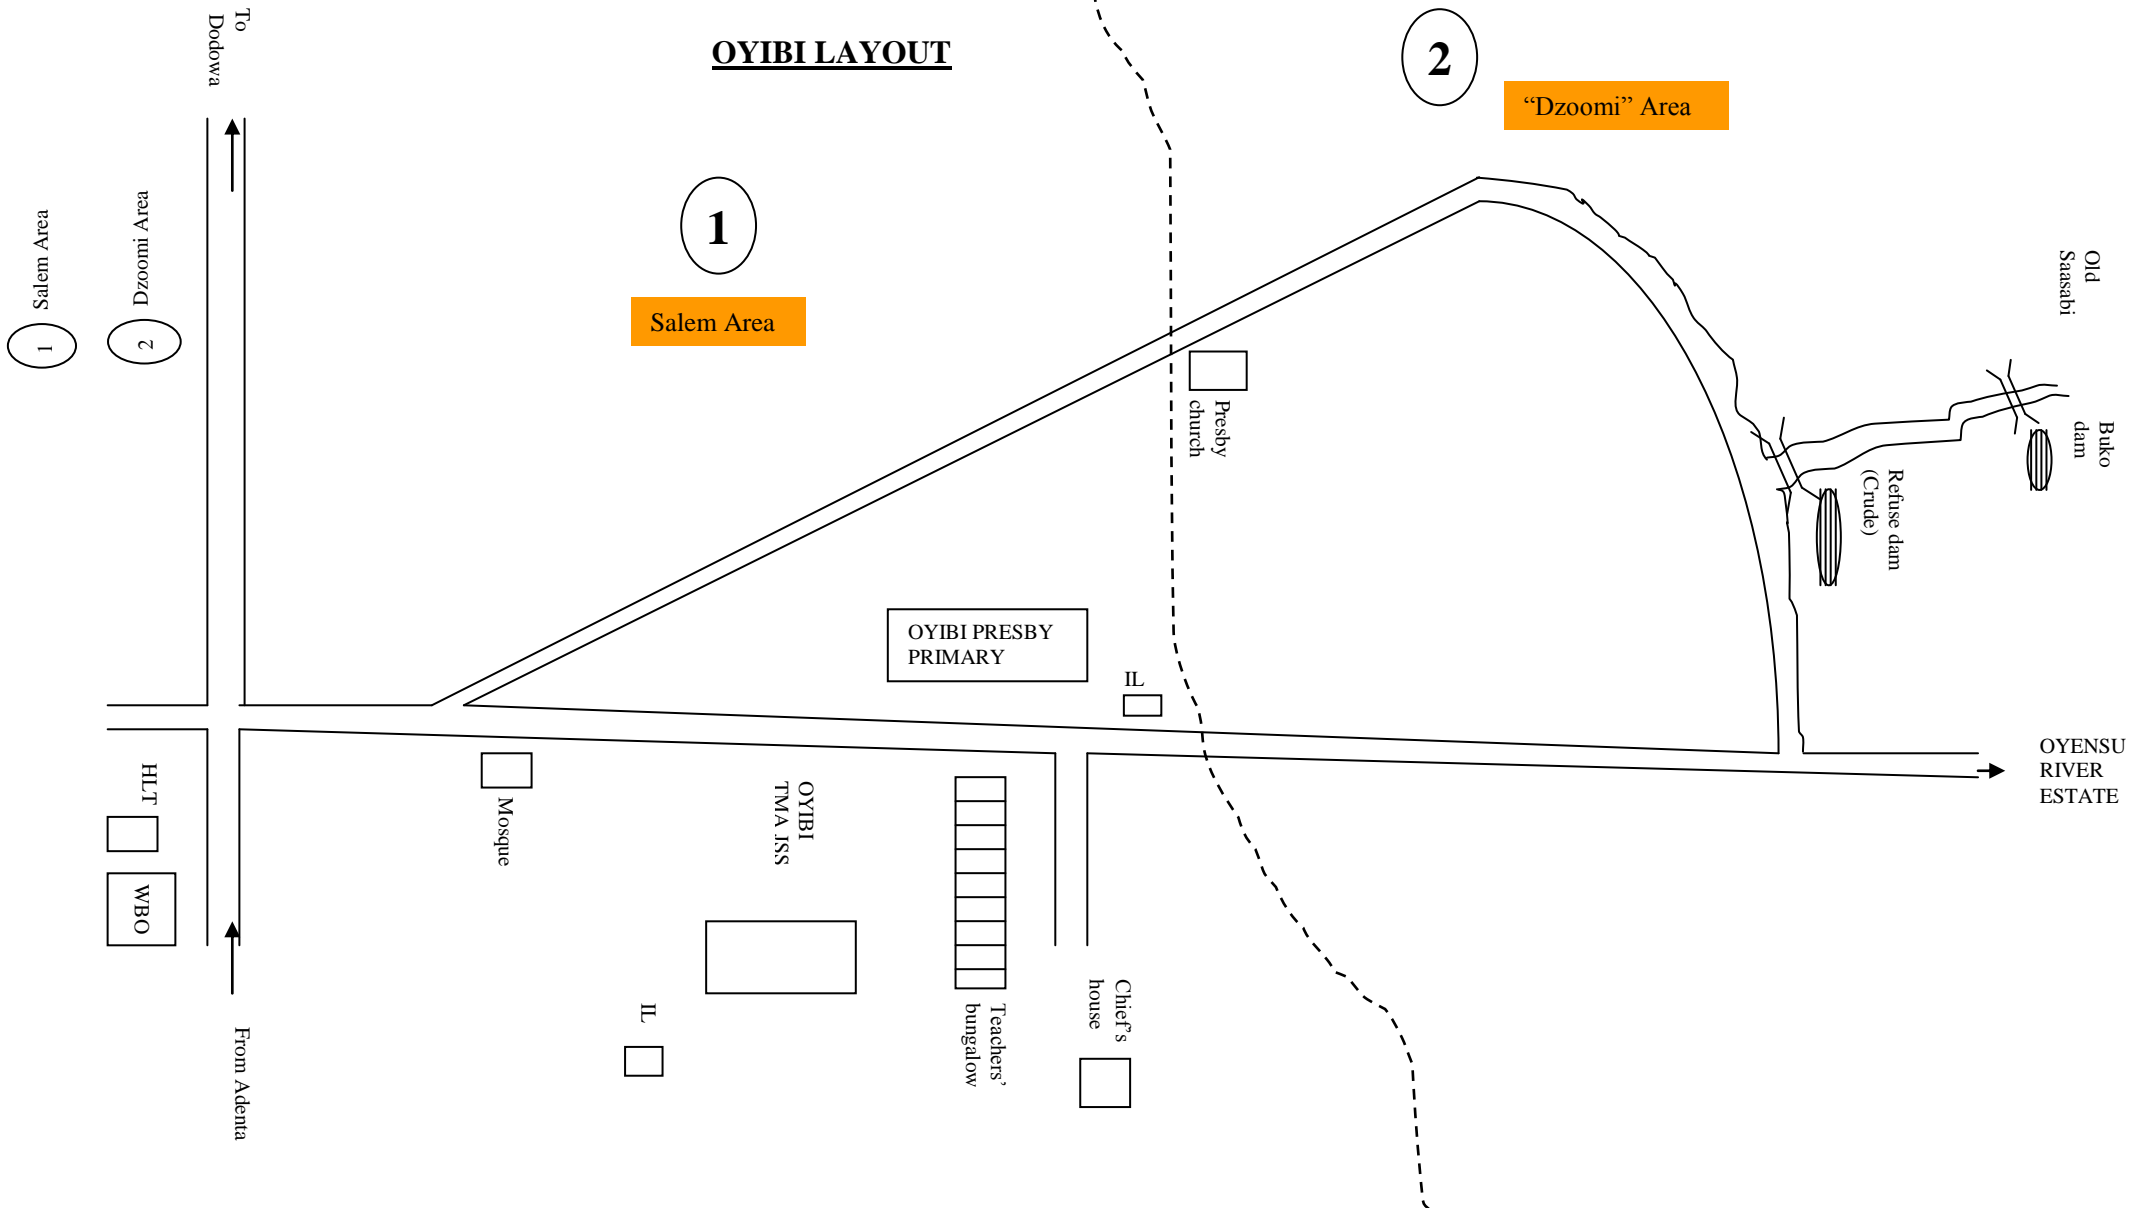 To
Dodowa
OYIBI LAYOUT
2
“Dzoomi” Area
1
Salem Area
1
Salem Area
2
Dzoomi Area
Old
Saasabi
Buko
dam
Refuse dam
(Crude)
Presby
church
OYIBI PRESBY
PRIMARY
IL
OYENSU
RIVER
ESTATE
HLT
WBO
Mosque
OYIBI
TMA JSS
IL
Teachers’
bungalow
Chief’s
house
From Adenta